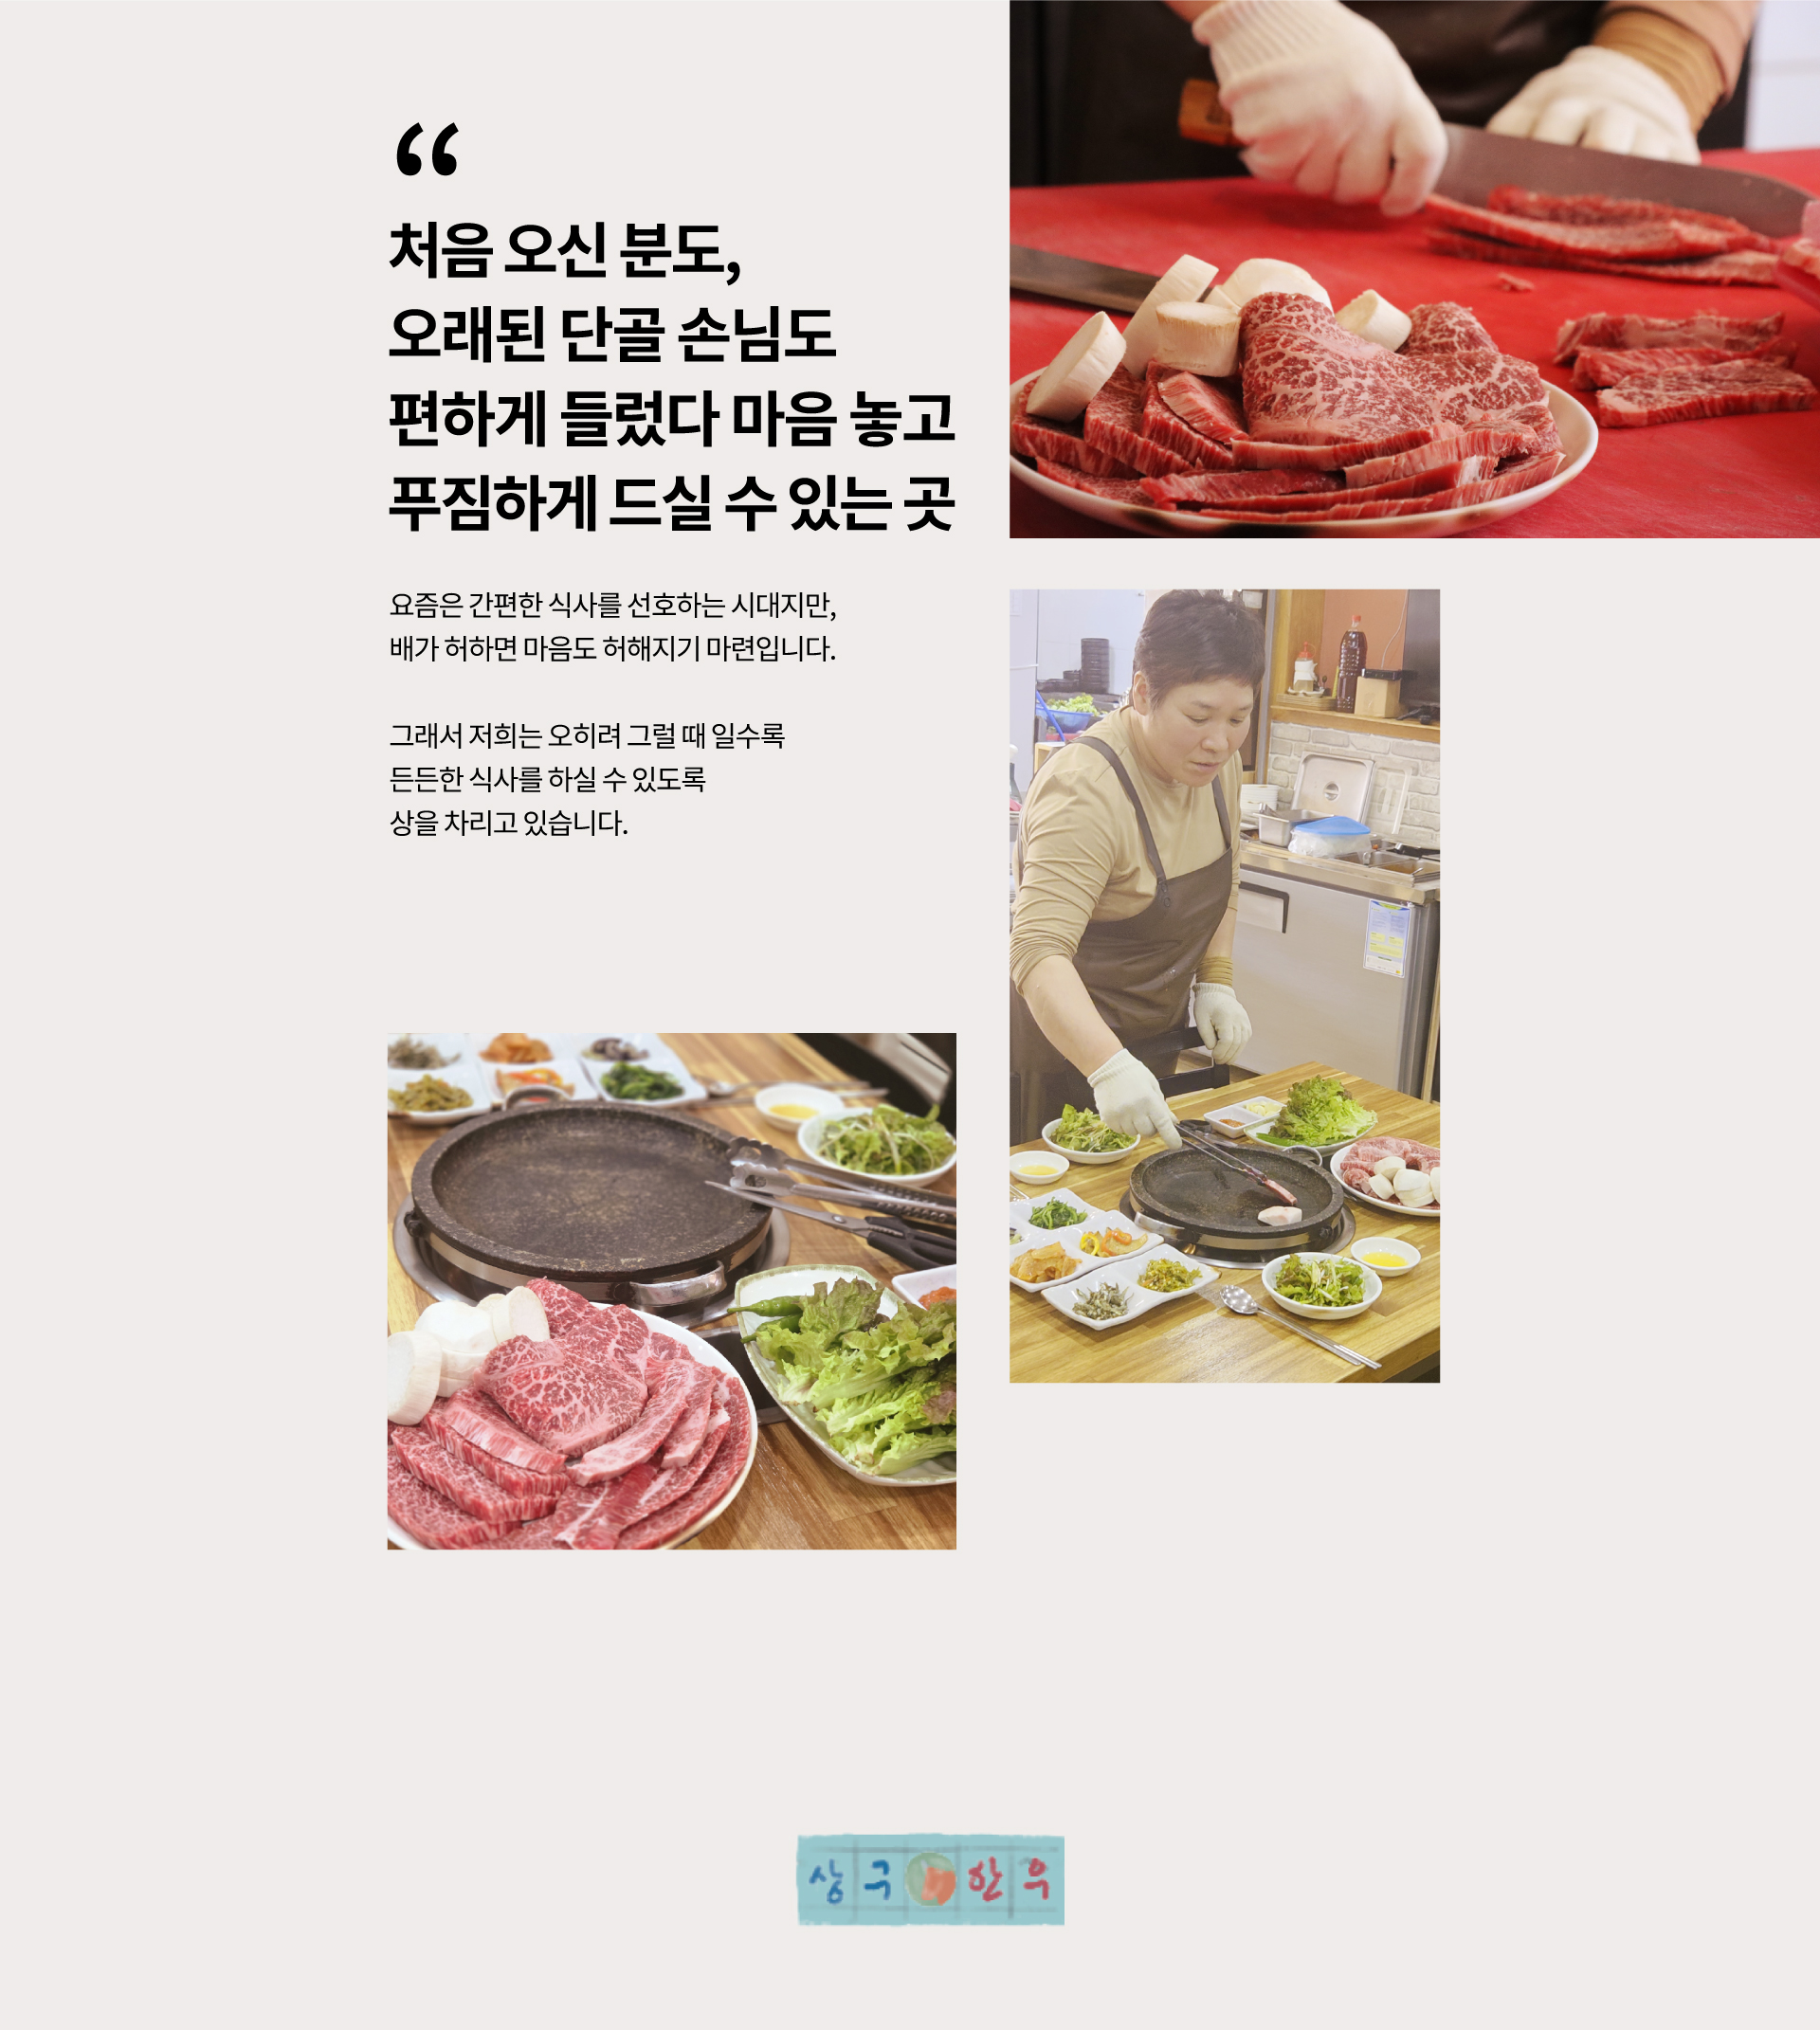 “
처음 오신 분도,
오래된 단골 손님도
편하게 들렀다 마음 놓고
푸짐하게 드실 수 있는 곳
요즘은 간편한 식사를 선호하는 시대지만,
배가 허하면 마음도 허해지기 마련입니다.
그래서 저희는 오히려 그럴 때 일수록
든든한 식사를 하실 수 있도록
상을 차리고 있습니다.
상구 한우